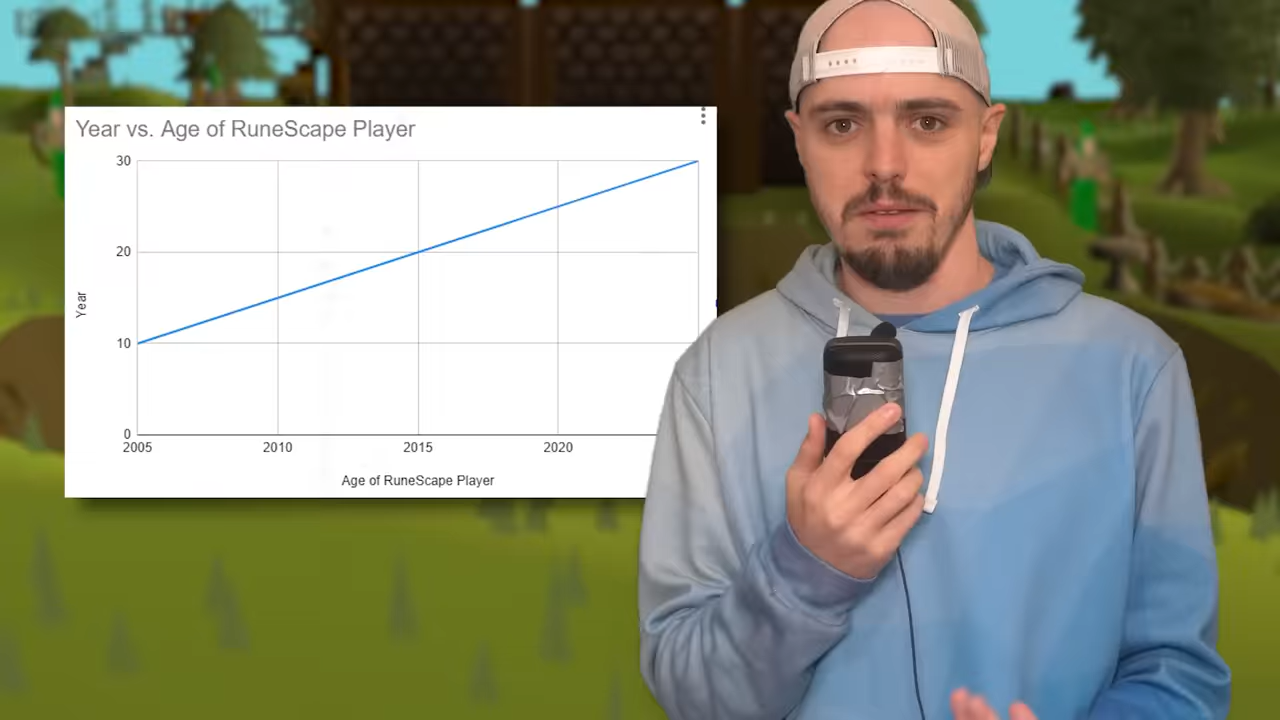 Year vs. Age of RuneScape Player
30
20
10
0
Year
2005 2010 2015 2020
Age of RuneScape Player